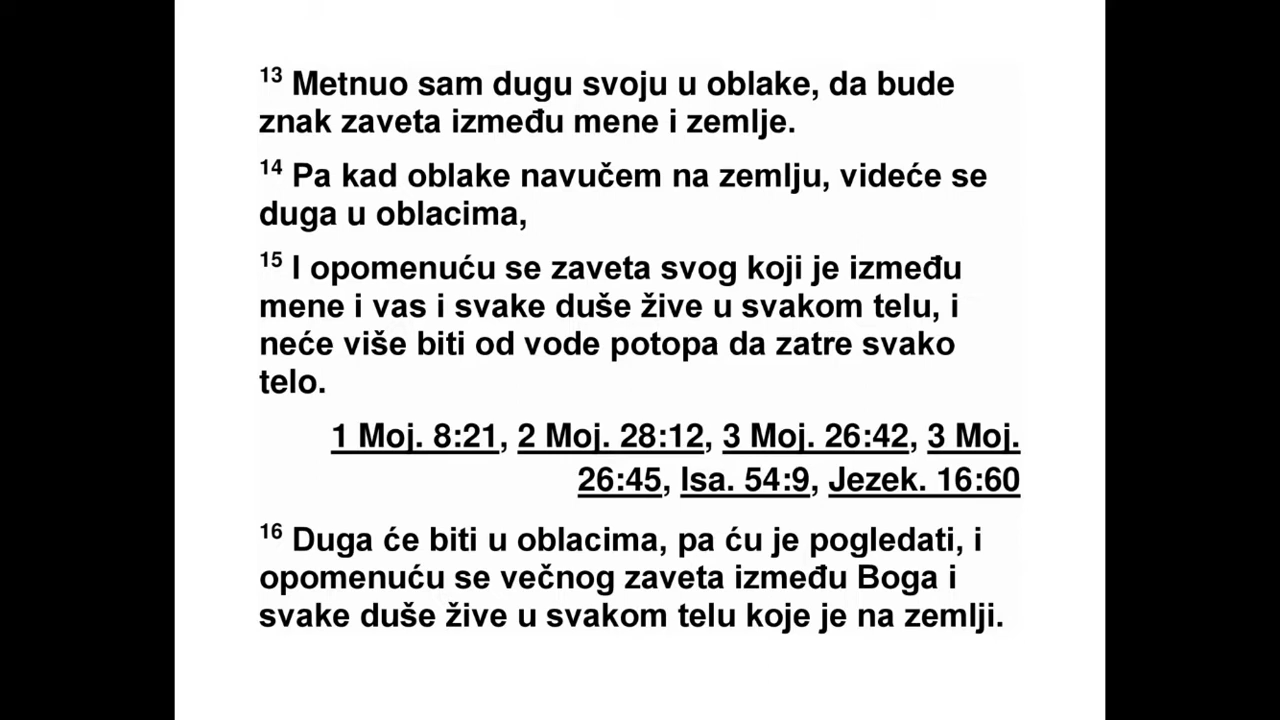 13 Metnuo sam dugu svoju u oblake, da bude
znak zaveta između mene i zemlje.
14 Pa kad oblake navučem na zemlju, videće se
duga u oblacima,
15 I opomenuću se zaveta svog koji je između
mene i vas i svake duše žive u svakom telu, i
neće više biti od vode potopa da zatre svako
telo.
1 Moj. 8:21, 2 Moj. 28:12, 3 Moj. 26:42, 3 Moj.
26:45, Isa. 54:9, Jezek. 16:60
16 Duga će biti u oblacima, pa ću je pogledati, i
opomenuću se večnog zaveta između Boga i
svake duše žive u svakom telu koje je na zemlji.